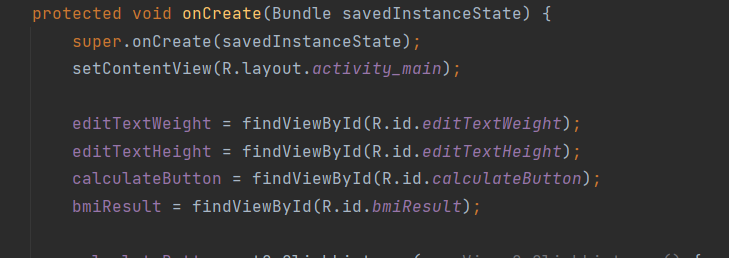 protected void onCreate(Bundle savedInstanceState) {
super.onCreate(savedInstanceState);
setContentView(R.layout.activity_main);
editTextWeight = findViewById(R.id.editTextWeight);
editTextHeight = findViewById(R.id.editTextHeight);
calculateButton = findViewById(R.id.calculateButton);
bmiResult = findViewById(R.id.bmiResult);